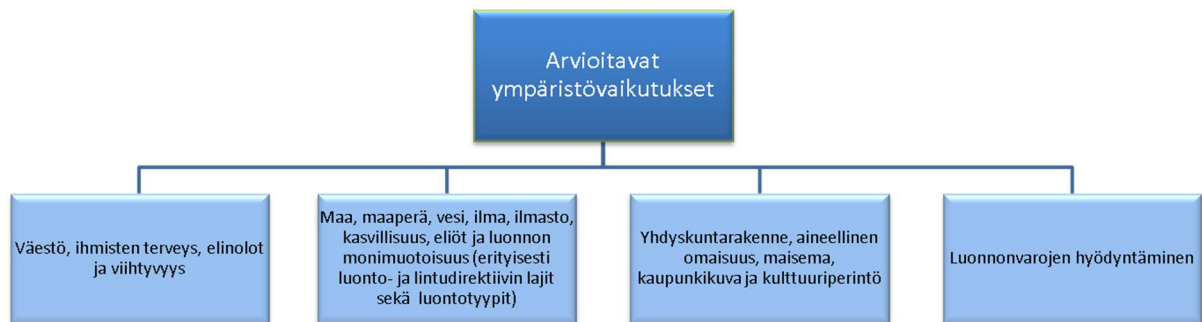 Arvioitavat
ympäristövaikutukset
Väestö, ihmisten terveys, elinolot
ja viihtyvyys
Maa, maaperä, vesi, ilma, ilmasto,
kasvillisuus, eliöt ja luonnon
monimuotoisuus (erityisesti
luonto- ja lintudirektiivin lajit
sekä luontotyypit)
Yhdyskuntarakenne, aineellinen
omaisuus, maisema,
kaupunkikuva ja kulttuuriperintö
Luonnonvarojen hyödyntäminen